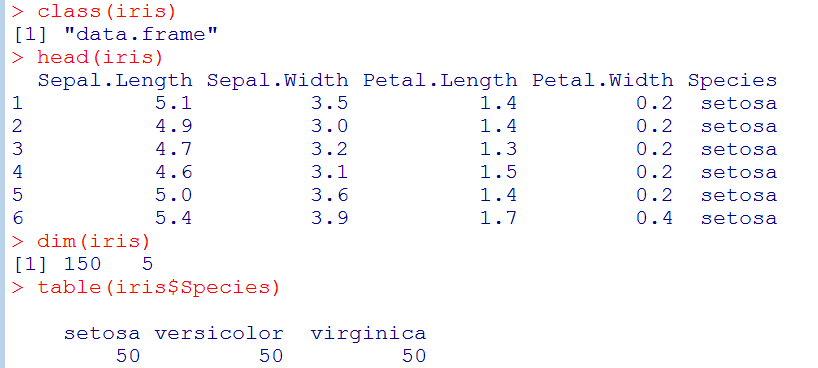 > class(iris)
[1] "data.frame"
> head(iris)
  Sepal.Length Sepal.Width Petal.Length Petal.Width Species
1          5.1         3.5          1.4         0.2  setosa
2          4.9         3.0          1.4         0.2  setosa
3          4.7         3.2          1.3         0.2  setosa
4          4.6         3.1          1.5         0.2  setosa
5          5.0         3.6          1.4         0.2  setosa
6          5.4         3.9          1.7         0.4  setosa
> dim(iris)
[1] 150   5
> table(iris$Species)

    setosa versicolor  virginica
        50         50         50